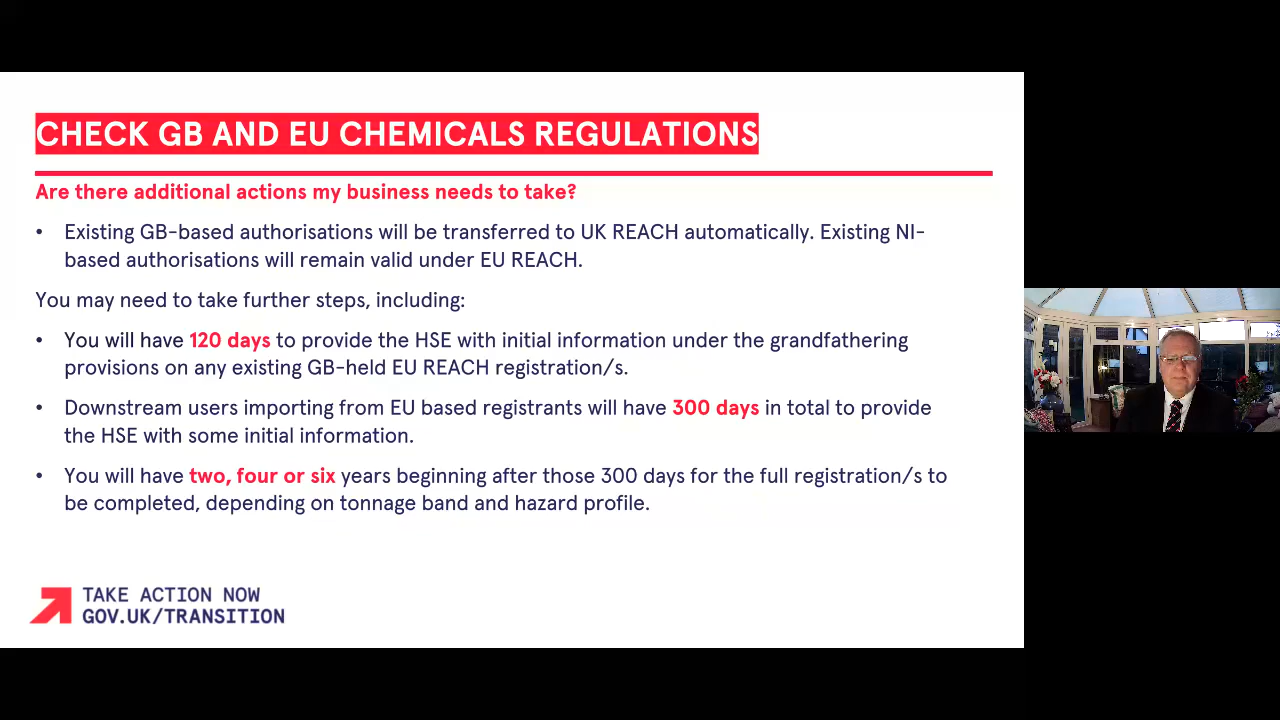 CHECK GB AND EU CHEMICALS REGULATIONS
Are there additional actions my business needs to take?
• Existing GB-based authorisations will be transferred to UK REACH automatically. Existing NI-
based authorisations will remain valid under EU REACH.
You may need to take further steps, including:
• You will have 120 days to provide the HSE with initial information under the grandfathering
provisions on any existing GB-held EU REACH registration/s.
• Downstream users importing from EU based registrants will have 300 days in total to provide
the HSE with some initial information.
• You will have two, four or six years beginning after those 300 days for the full registration/s to
be completed, depending on tonnage band and hazard profile.
TAKE ACTION NOW
GOV.UK/TRANSITION